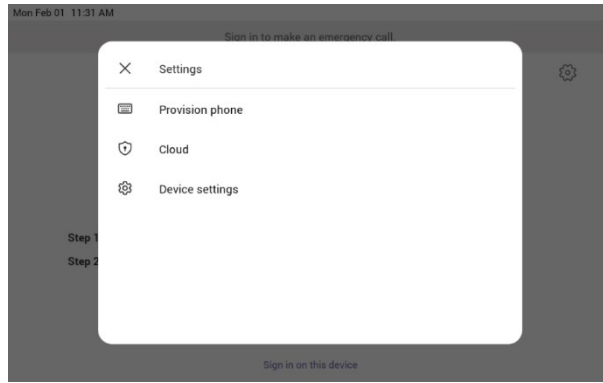 Mon Feb 01 11:31 AM
Sign in to make an emergency call.
Settings
Provision phone
Cloud
Device settings
Step 1
Step 2
Sign in on this device